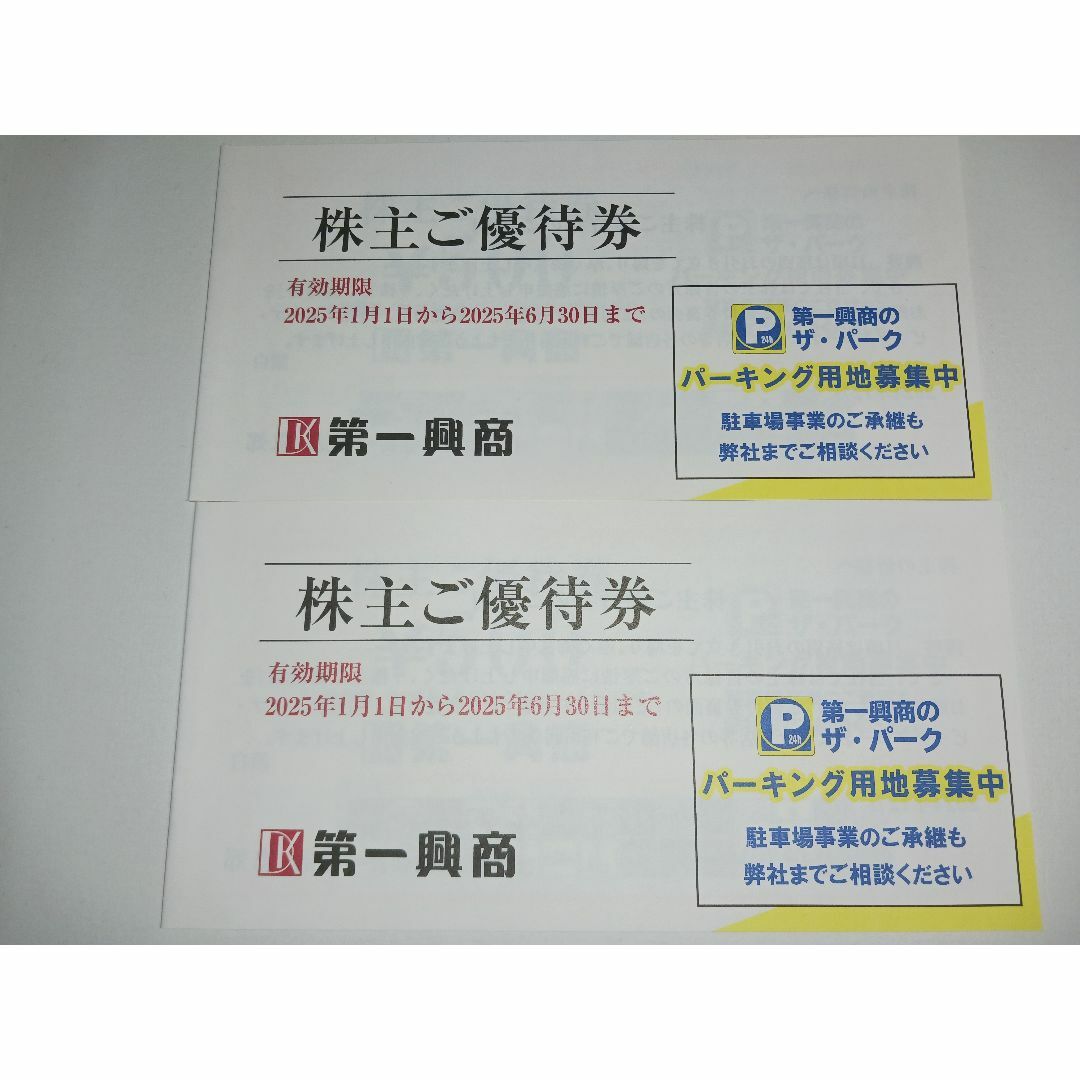 株主ご優待券
有効期限
2025年1月1日から2025年6月30日まで
DK 第一興商
P 24h
第一興商の
ザ・パーク
パーキング用地募集中
駐車場事業のご承継も
弊社までご相談ください
株主ご優待券
有効期限
2025年1月1日から2025年6月30日まで
DK 第一興商
P 24h
第一興商の
ザ・パーク
パーキング用地募集中
駐車場事業のご承継も
弊社までご相談ください